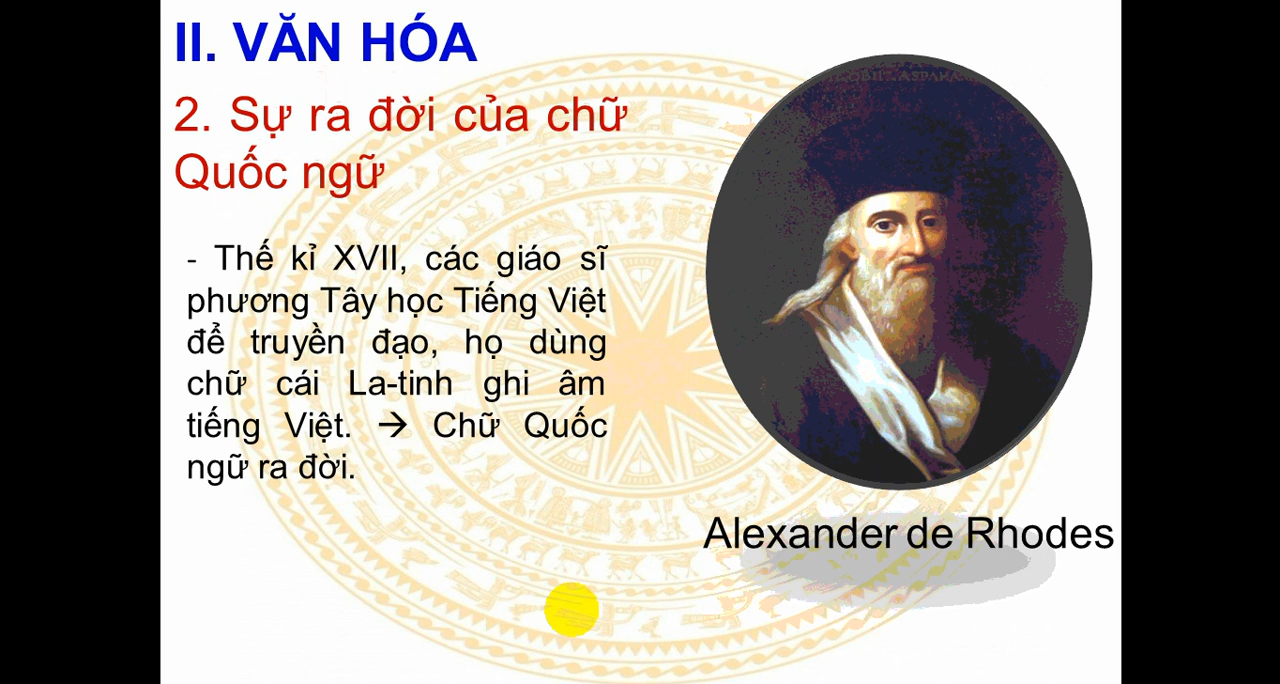 II. VĂN HÓA
2. Sự ra đời của chữ
Quốc ngữ
- Thế kỉ XVII, các giáo sĩ
phương Tây học Tiếng Việt
để truyền đạo, họ dùng
chữ cái La-tinh ghi âm
tiếng Việt. → Chữ Quốc
ngữ ra đời.
Alexander de Rhodes